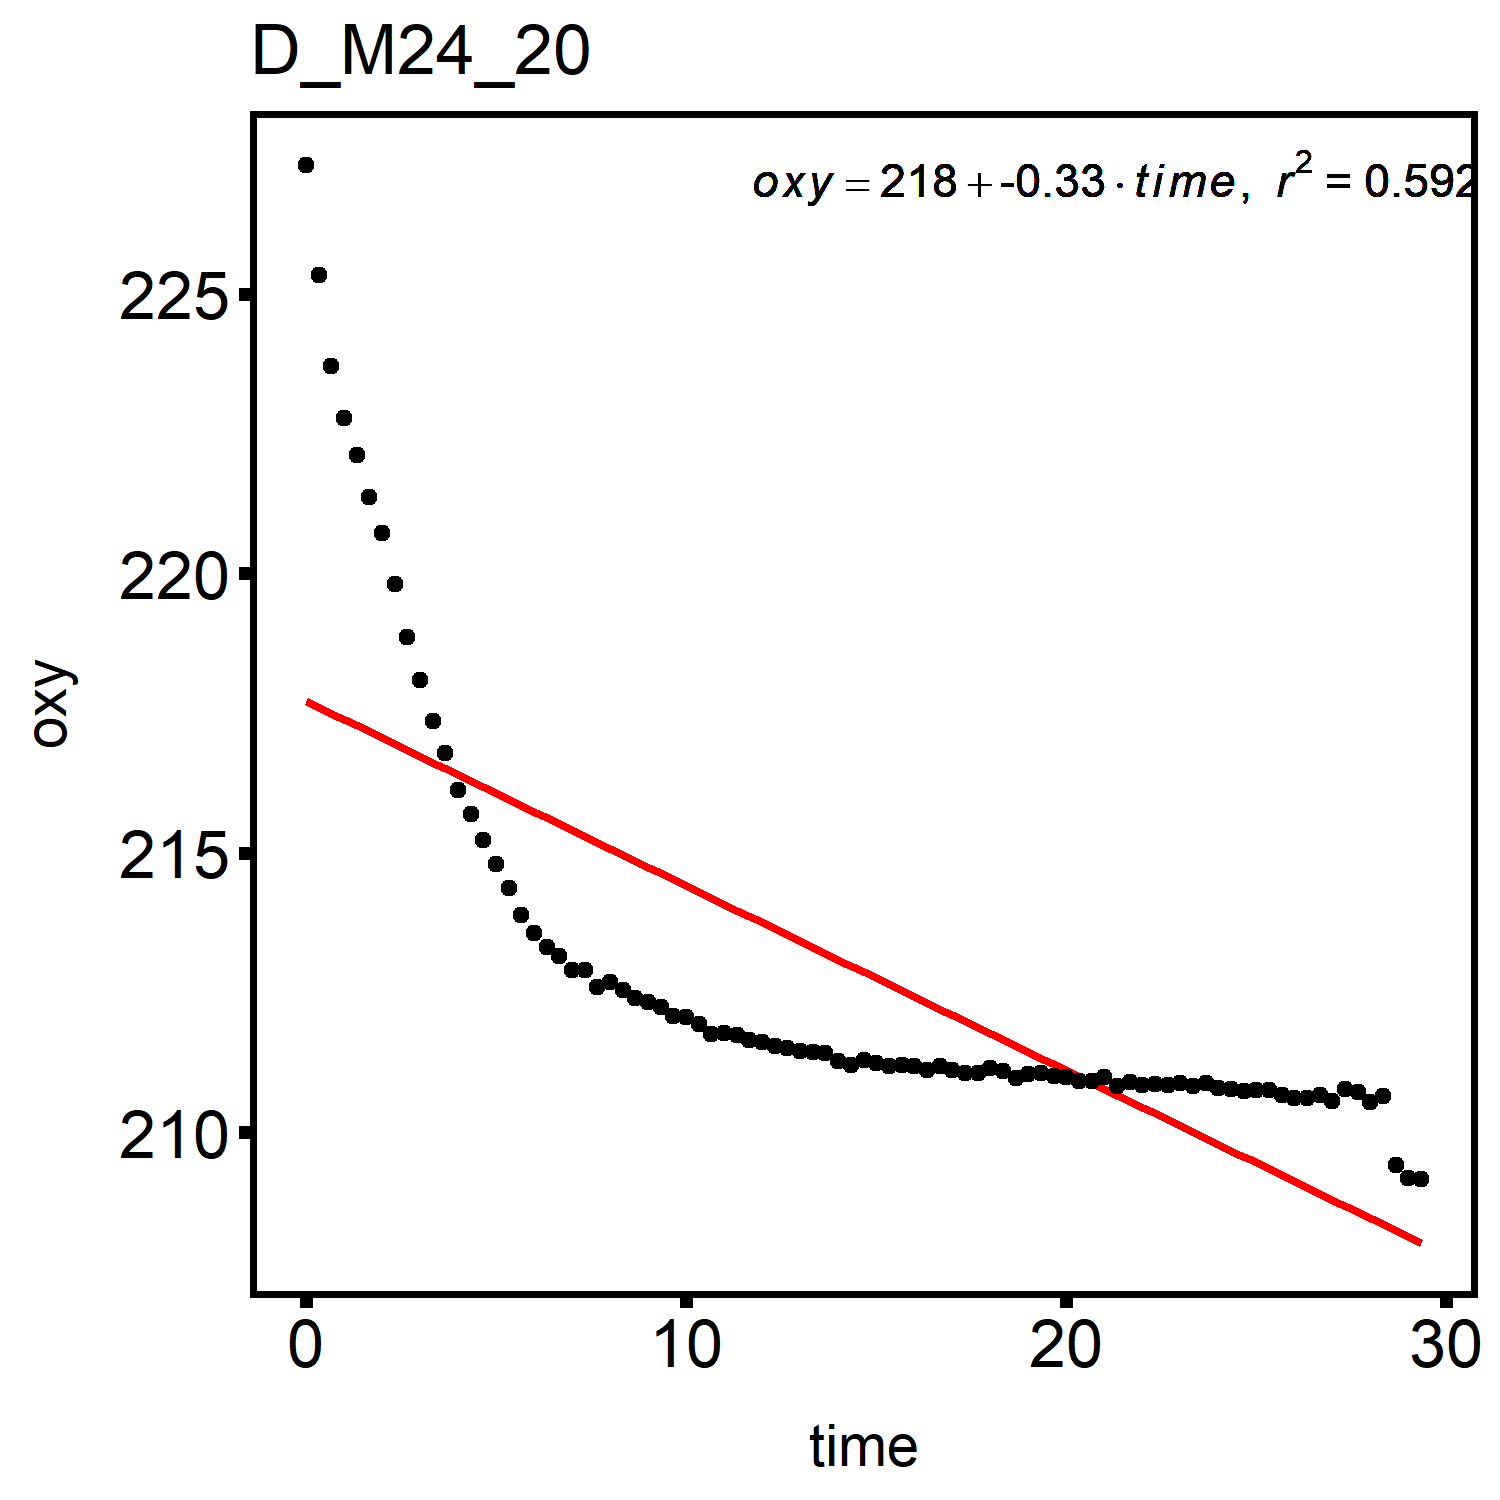 D_M24_20
oxy = 218 + -0.33 · time, r² = 0.592
225
220
215
210
oxy
0 10 20 30
time